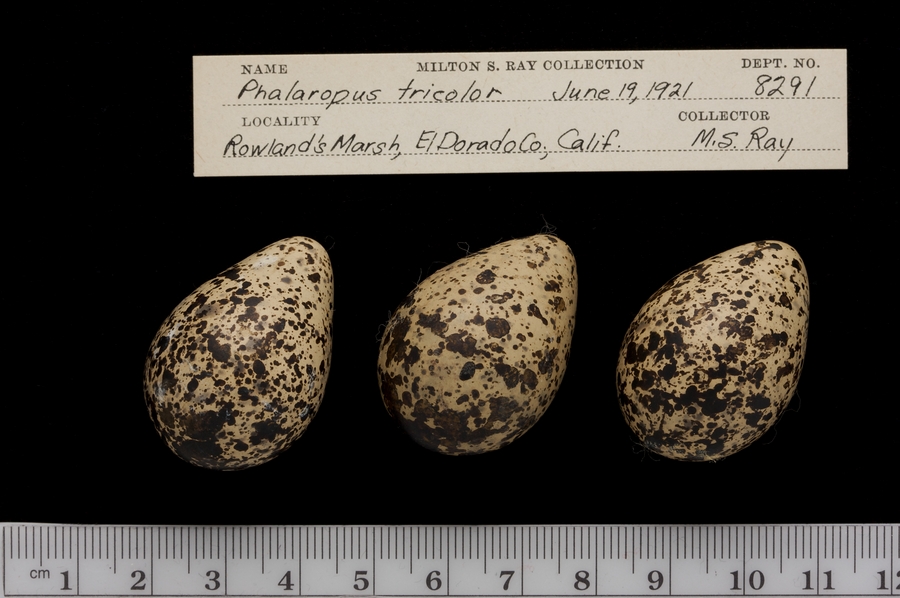 NAME MILTON S. RAY COLLECTION DEPT. NO.
Phalaropus tricolor June 19, 1921 8291
LOCALITY COLLECTOR
Rowland's Marsh, El Dorado Co., Calif. M.S. Ray
cm 1 2 3 4 5 6 7 8 9 10 11 12